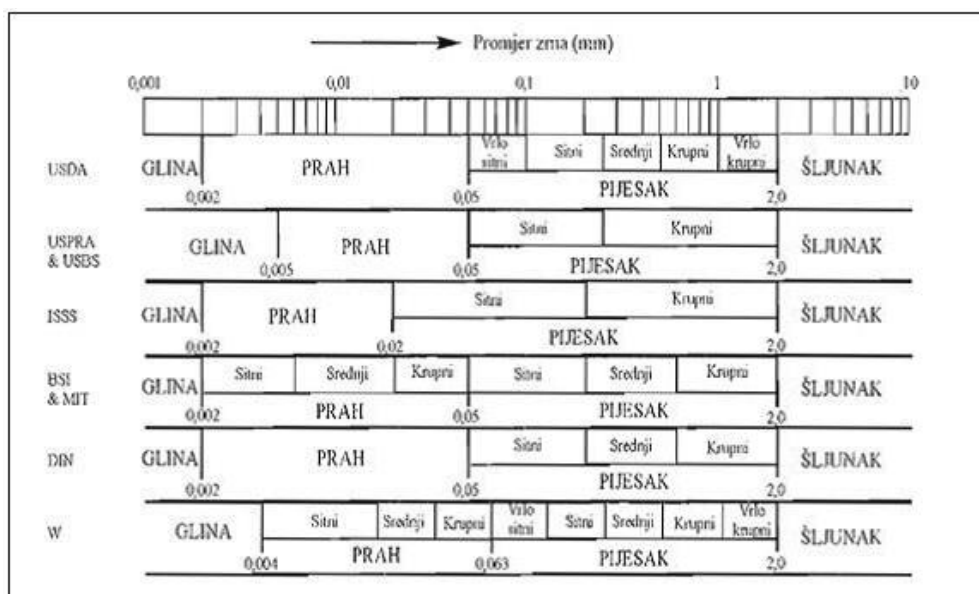 Promjer zrna (mm)
0,001 0,01 0,1 1 10
USDA GLINA PRAH Vrlo sitni Sitni Srednji Krupni Vrlo krupni ŠLJUNAK
PIJESAK
0,002 0,05 2,0
USPRA & USBS GLINA PRAH Sitni Krupni ŠLJUNAK
PIJESAK
0,005 0,05 2,0
ISSS GLINA PRAH Sitni Krupni ŠLJUNAK
PIJESAK
0,002 0,02 2,0
BSI & MIT GLINA Sitni Srednji Krupni Sitni Srednji Krupni ŠLJUNAK
PRAH PIJESAK
0,002 0,05 2,0
DIN GLINA PRAH Sitni Srednji Krupni ŠLJUNAK
PIJESAK
0,002 0,05 2,0
W GLINA Sitni Srednji Krupni Vrlo sitni Sitni Srednji Krupni Vrlo krupni ŠLJUNAK
PRAH PIJESAK
0,004 0,063 2,0